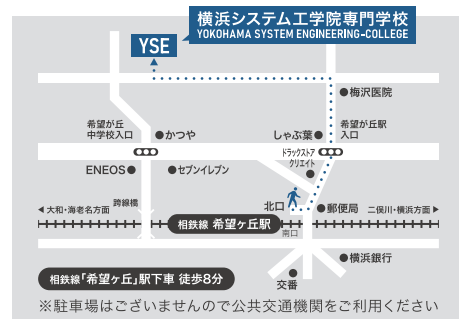 横浜システム工学院専門学校
YOKOHAMA SYSTEM ENGINEERING-COLLEGE
YSE
梅沢医院
希望が丘
中学校入口
かつや
しゃぶ葉
希望が丘駅
入口
ドラックストア
クリエイト
ENEOS
セブンイレブン
北口
郵便局
跨線橋
大和・海老名方面
相鉄線 希望ヶ丘駅
二俣川・横浜方面
南口
横浜銀行
相鉄線「希望ヶ丘」駅下車 徒歩8分
交番
※駐車場はございませんので公共交通機関をご利用ください